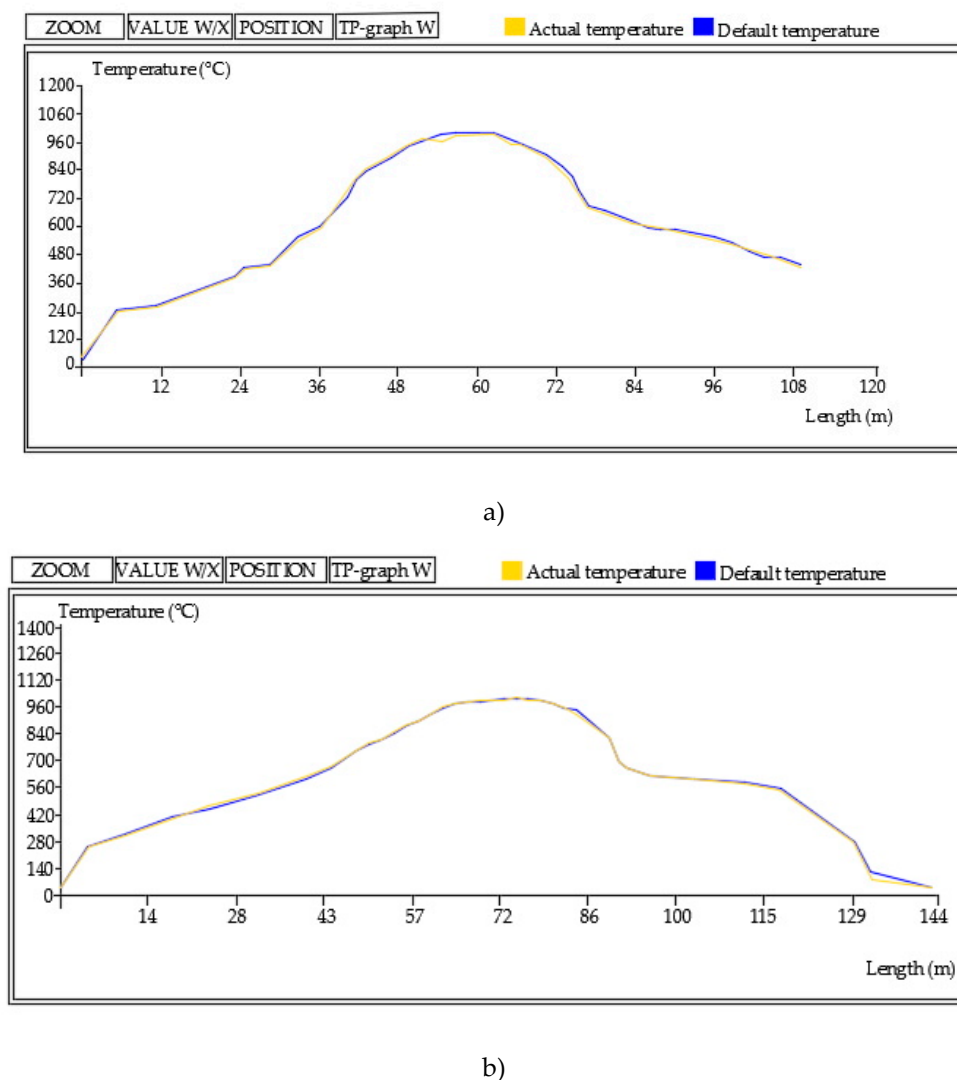 ZOOM VALUE W/X POSITION TP-graph W Actual temperature Default temperature
Temperature (°C)
1200
1060
960
840
720
600
480
360
240
120
0
12 24 36 48 60 72 84 96 108 120
Length (m)
a)
ZOOM VALUE W/X POSITION TP-graph W Actual temperature Default temperature
Temperature (°C)
1400
1260
1120
960
840
700
560
420
280
140
0
14 28 43 57 72 86 100 115 129 144
Length (m)
b)